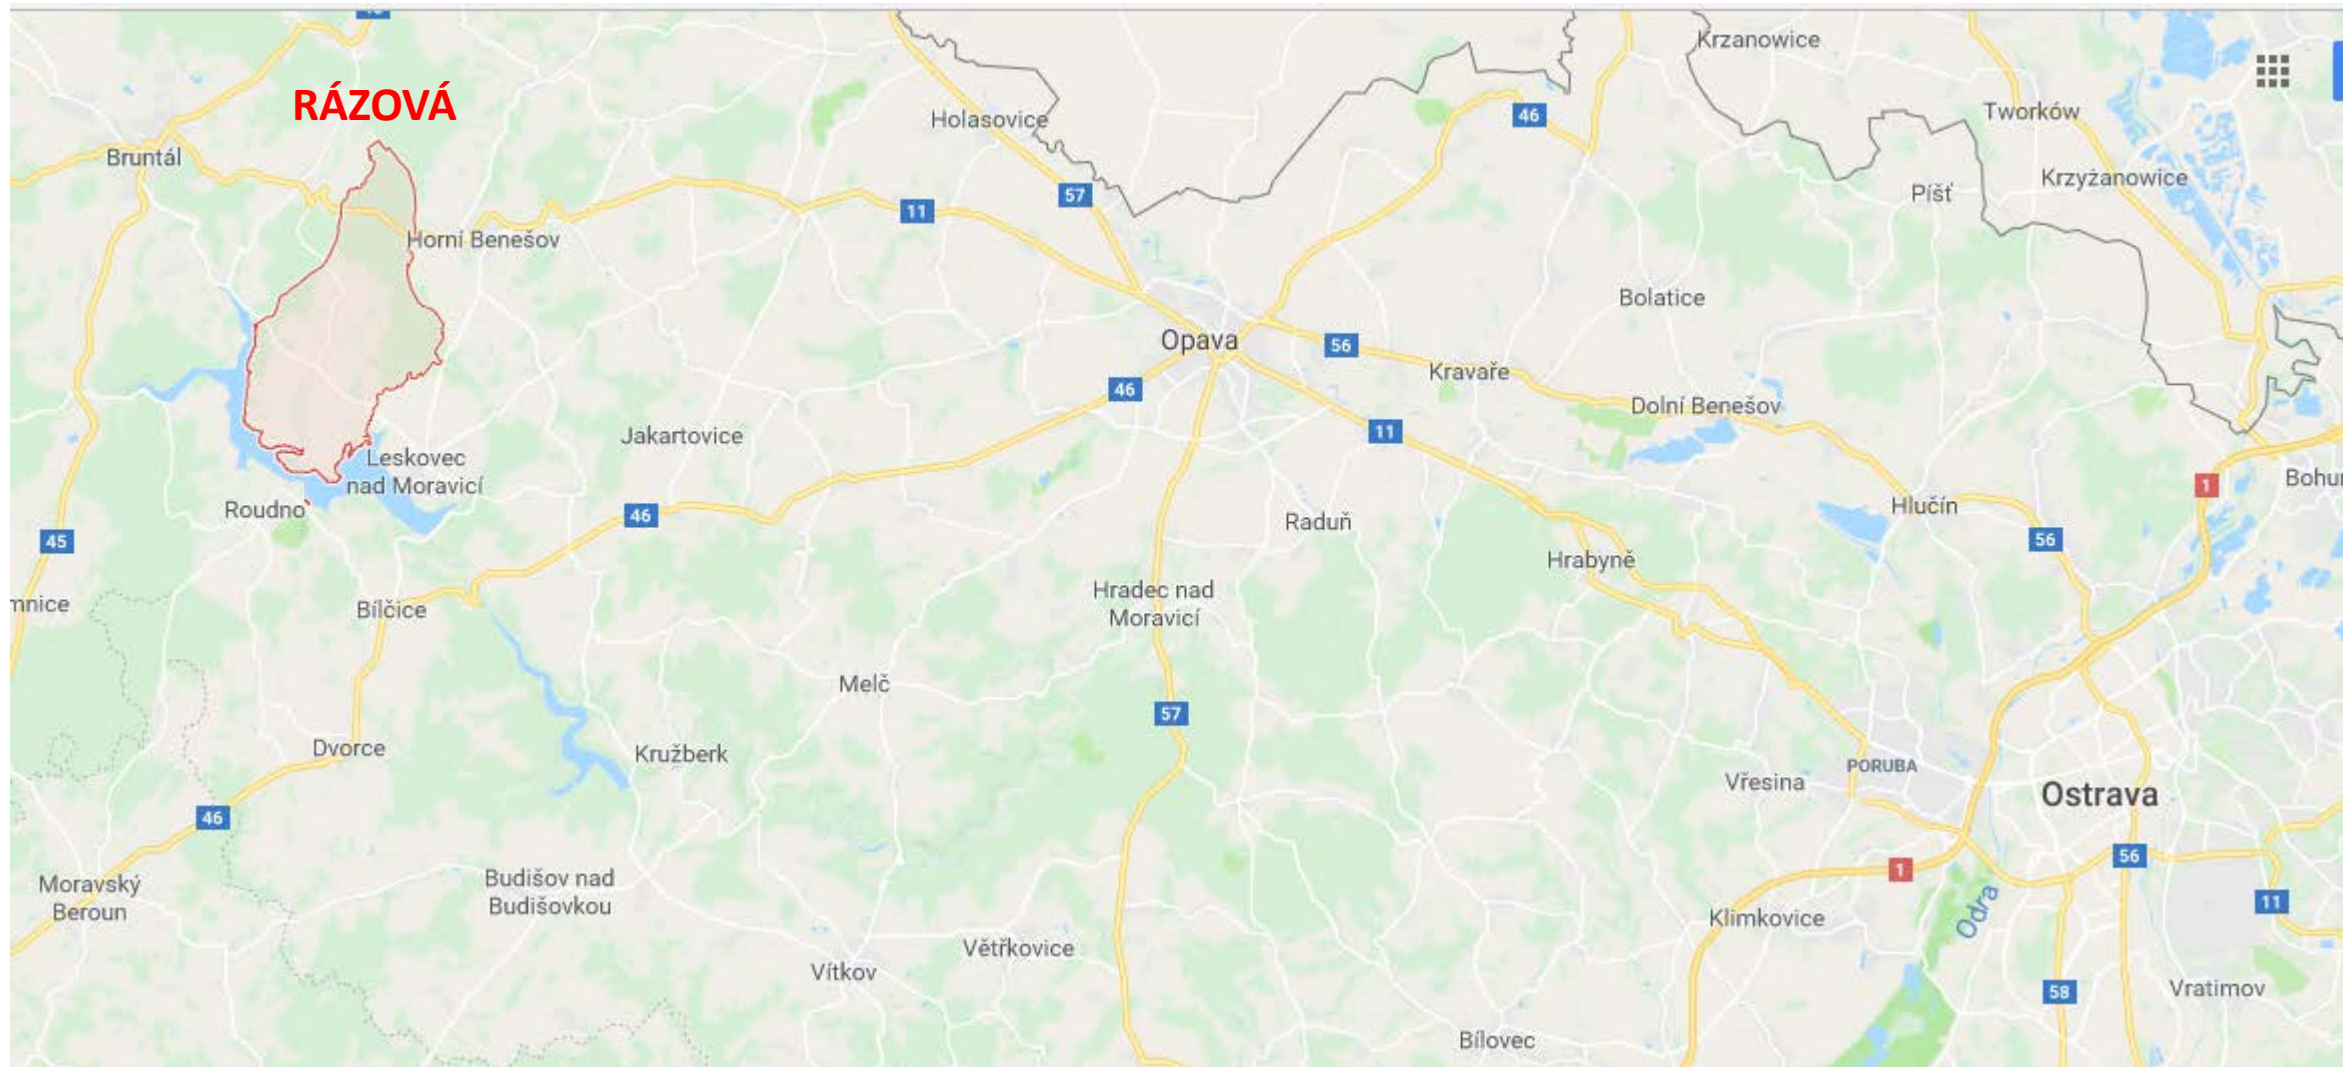 RÁZOVÁ
Krzanowice
Tworków
46
Holasovice
Bruntál
Krzyżanowice
Píšť
57
11
Horní Benešov
Bolatice
Opava
56
Kravaře
46
Dolní Benešov
Jakartovice
11
Leskovec
nad Moravicí
1
Bohu
Hlučín
Roudno
46
Raduň
45
56
Hrabyně
Hradec nad
Moravicí
mnice
Bílčice
Melč
57
Dvorce
Kružberk
PORUBA
Vřesina
Ostrava
46
56
1
Moravský
Beroun
Budišov nad
Budišovkou
11
Klimkovice
Odra
Větřkovice
Vítkov
58
Vratimov
Bílovec